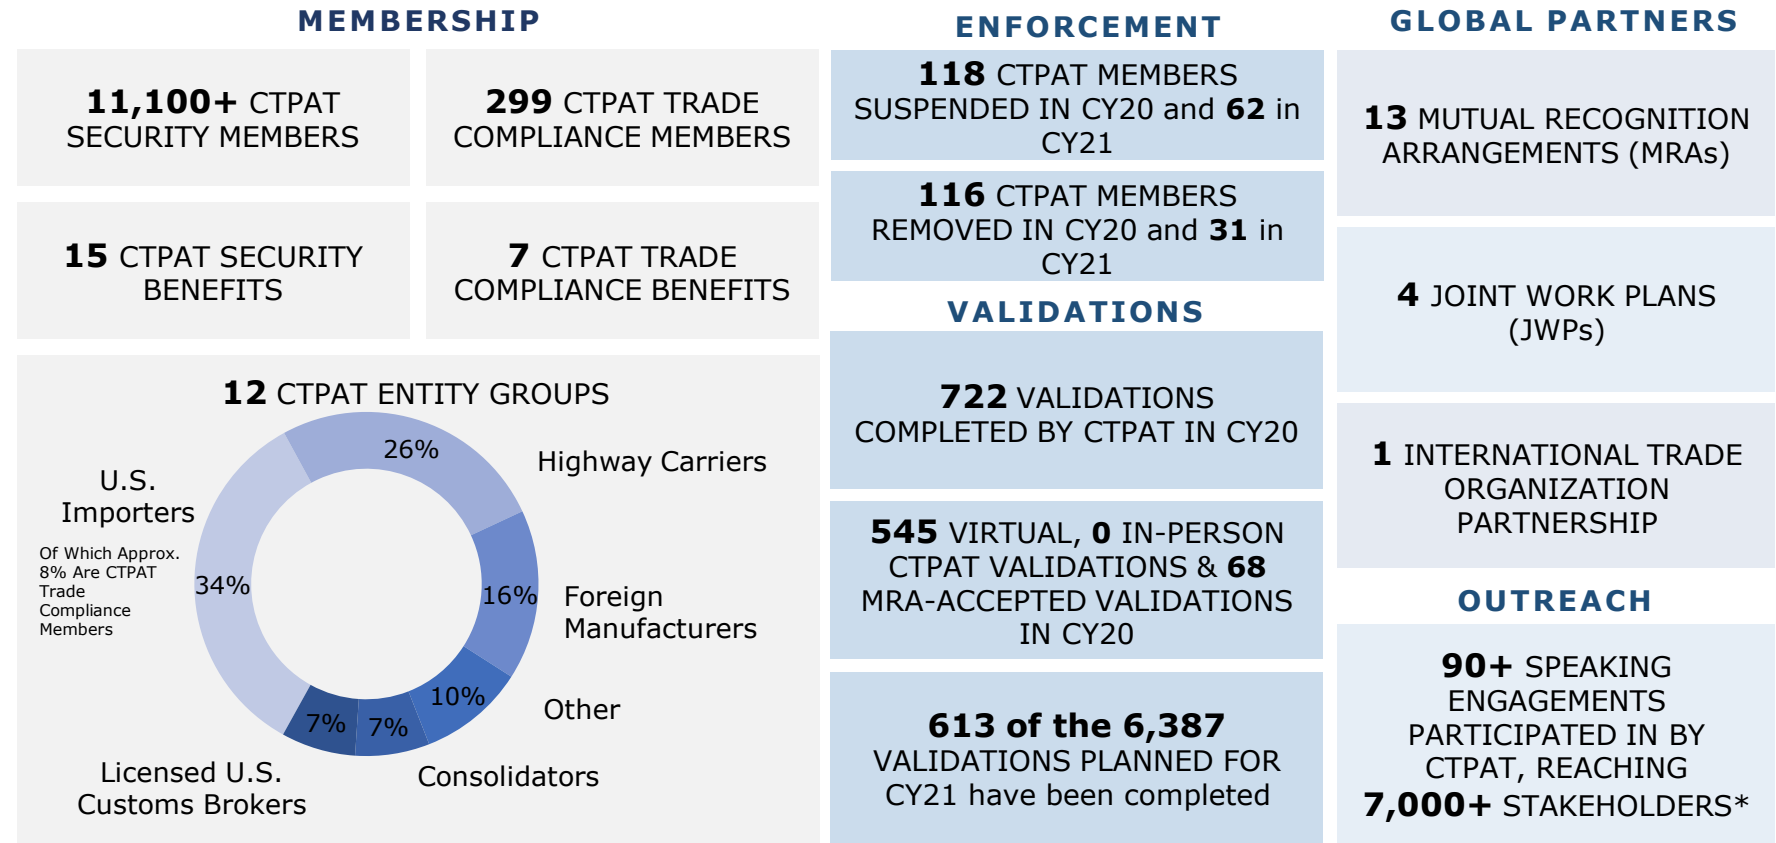 MEMBERSHIP
11,100+ CTPAT
SECURITY MEMBERS
299 CTPAT TRADE
COMPLIANCE MEMBERS
15 CTPAT SECURITY
BENEFITS
7 CTPAT TRADE
COMPLIANCE BENEFITS
12 CTPAT ENTITY GROUPS
26%
Highway Carriers
U.S.
Importers
Of Which Approx.
8% Are CTPAT
Trade
Compliance
Members
34%
16%
Foreign
Manufacturers
10%
Other
7%
7%
Licensed U.S.
Customs Brokers
Consolidators
ENFORCEMENT
118 CTPAT MEMBERS
SUSPENDED IN CY20 and 62 in
CY21
116 CTPAT MEMBERS
REMOVED IN CY20 and 31 in
CY21
VALIDATIONS
722 VALIDATIONS
COMPLETED BY CTPAT IN CY20
545 VIRTUAL, 0 IN-PERSON
CTPAT VALIDATIONS & 68
MRA-ACCEPTED VALIDATIONS
IN CY20
613 of the 6,387
VALIDATIONS PLANNED FOR
CY21 have been completed
GLOBAL PARTNERS
13 MUTUAL RECOGNITION
ARRANGEMENTS (MRAs)
4 JOINT WORK PLANS
(JWPs)
1 INTERNATIONAL TRADE
ORGANIZATION
PARTNERSHIP
OUTREACH
90+ SPEAKING
ENGAGEMENTS
PARTICIPATED IN BY
CTPAT, REACHING
7,000+ STAKEHOLDERS*